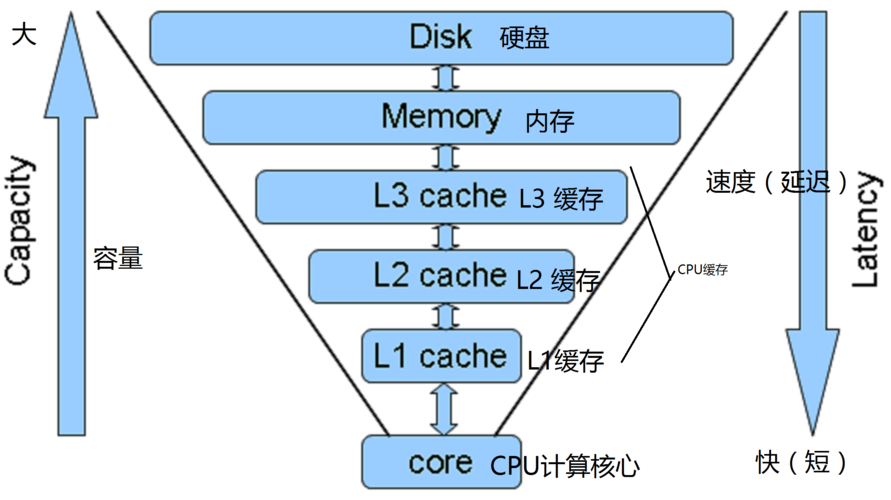 大
Disk 硬盘
Memory 内存
L3 cache L3 缓存
速度（延迟）
Capacity
容量
Latency
L2 cache L2 缓存
CPU缓存
L1 cache L1缓存
core CPU计算核心
快（短）